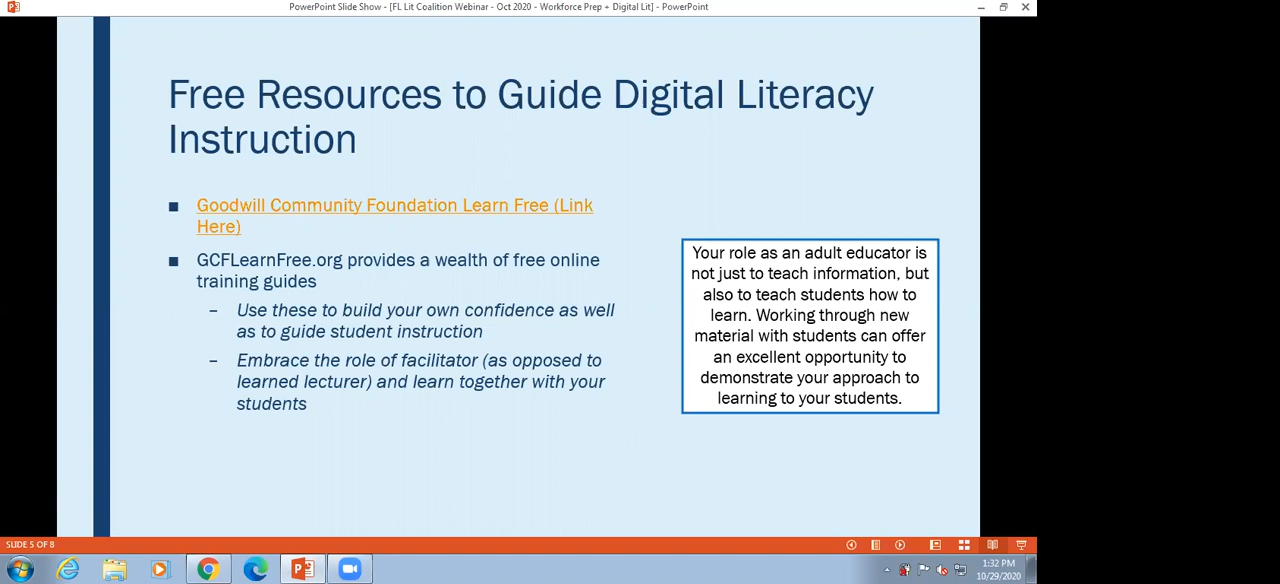 PowerPoint Slide Show - [FL Lit Coalition Webinar - Oct 2020 - Workforce Prep + Digital Lit] - PowerPoint
Free Resources to Guide Digital Literacy
Instruction
■ Goodwill Community Foundation Learn Free (Link
Here)
■ GCFLearnFree.org provides a wealth of free online
training guides
– Use these to build your own confidence as well
as to guide student instruction
– Embrace the role of facilitator (as opposed to
learned lecturer) and learn together with your
students
Your role as an adult educator is
not just to teach information, but
also to teach students how to
learn. Working through new
material with students can offer
an excellent opportunity to
demonstrate your approach to
learning to your students.
SLIDE 5 OF 8
1:32 PM
10/29/2020